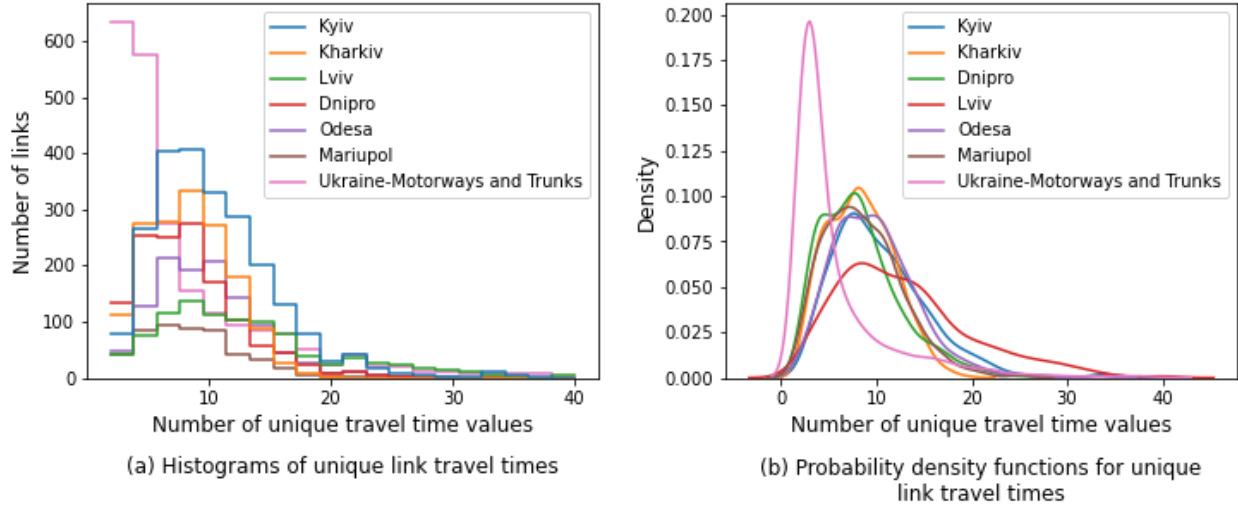 600
500
400
300
200
100
0
Number of links
10
20
30
40
Number of unique travel time values
Kyiv
Kharkiv
Lviv
Dnipro
Odesa
Mariupol
Ukraine-Motorways and Trunks
(a) Histograms of unique link travel times
0.200
0.175
0.150
0.125
0.100
0.075
0.050
0.025
0.000
Density
0
10
20
30
40
Number of unique travel time values
Kyiv
Kharkiv
Dnipro
Lviv
Odesa
Mariupol
Ukraine-Motorways and Trunks
(b) Probability density functions for unique
link travel times